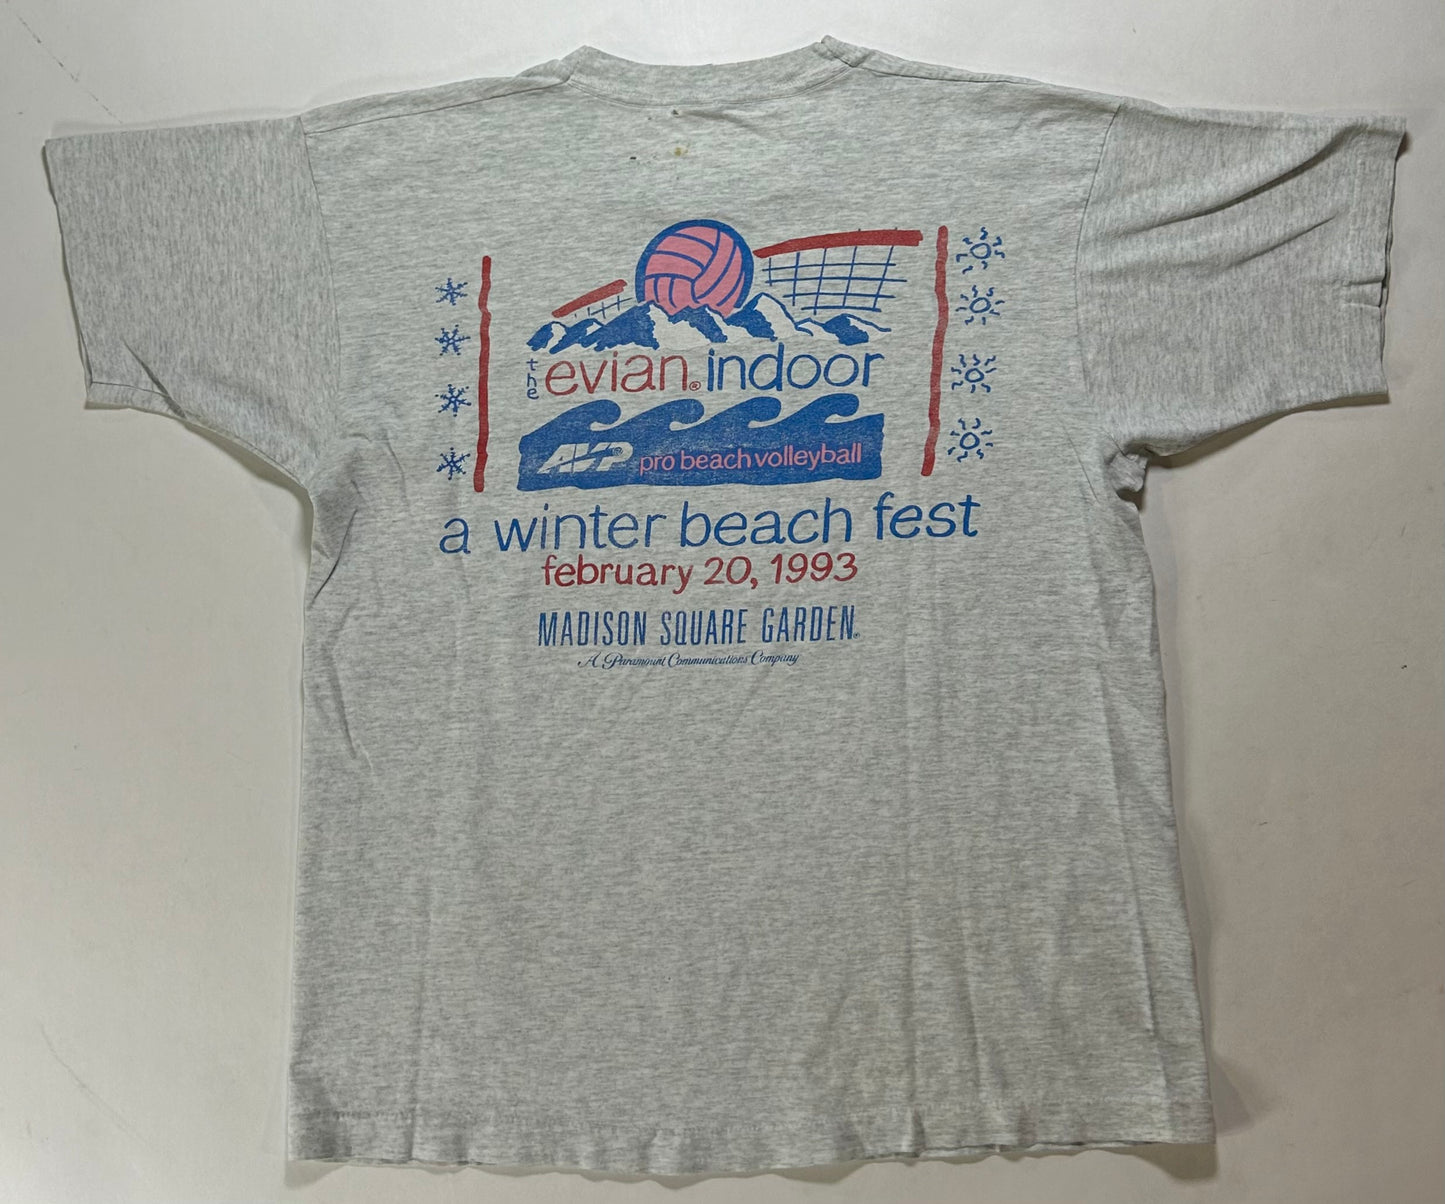 the evian® indoor
AVP pro beach volleyball
a winter beach fest
february 20, 1993
MADISON SQUARE GARDEN®
A Paramount Communications Company